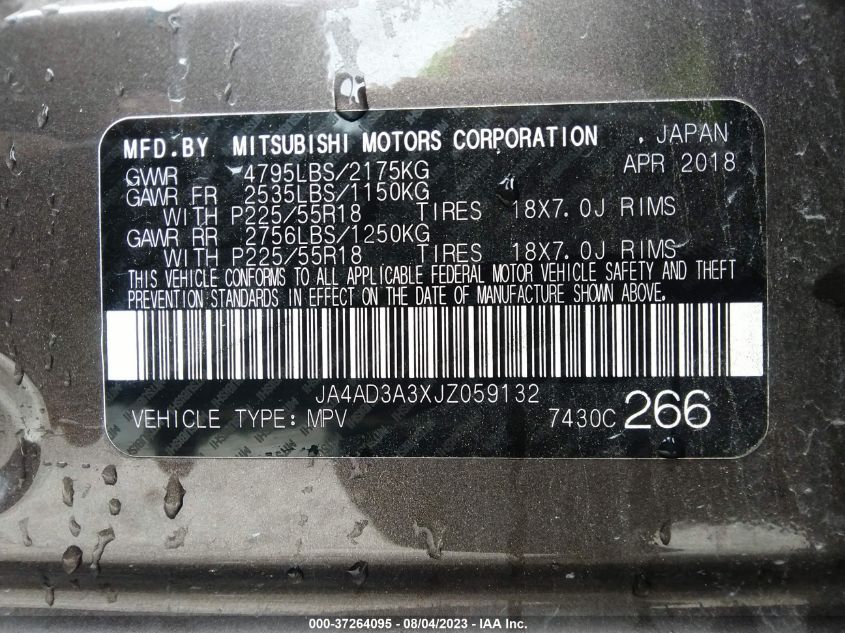 MFD.BY MITSUBISHI MOTORS CORPORATION . JAPAN
GVWR 4795LBS/2175KG APR 2018
GAWR FR 2535LBS/1150KG
WITH P225/55R18 TIRES 18X7.0J RIMS
GAWR RR 2756LBS/1250KG
WITH P225/55R18 TIRES 18X7.0J RIMS
THIS VEHICLE CONFORMS TO ALL APPLICABLE FEDERAL MOTOR VEHICLE SAFETY AND THEFT
PREVENTION STANDARDS IN EFFECT ON THE DATE OF MANUFACTURE SHOWN ABOVE.
JA4AD3A3XJZ059132
VEHICLE TYPE: MPV 7430C 266
000-37264095 - 08/04/2023 - IAA Inc.